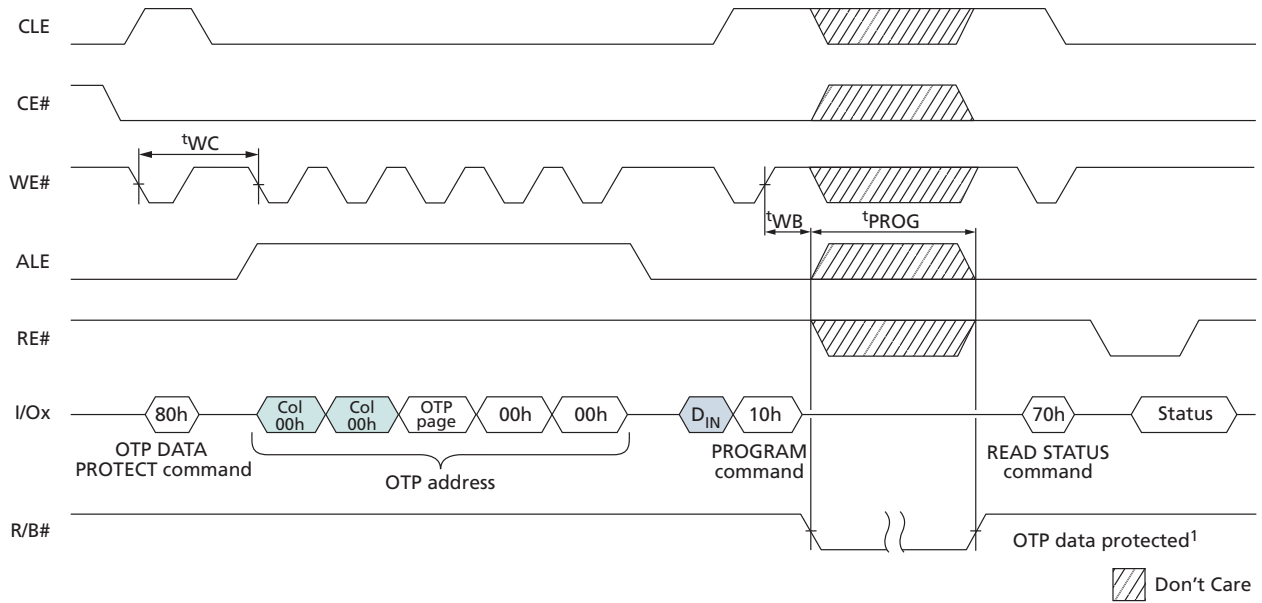 CLE
CE#
tWC
WE#
tWB
tPROG
ALE
RE#
I/Ox
80h
Col
00h
Col
00h
OTP
page
00h
00h
DIN
10h
70h
Status
OTP DATA
PROTECT command
OTP address
PROGRAM
command
READ STATUS
command
R/B#
OTP data protected1
Don't Care